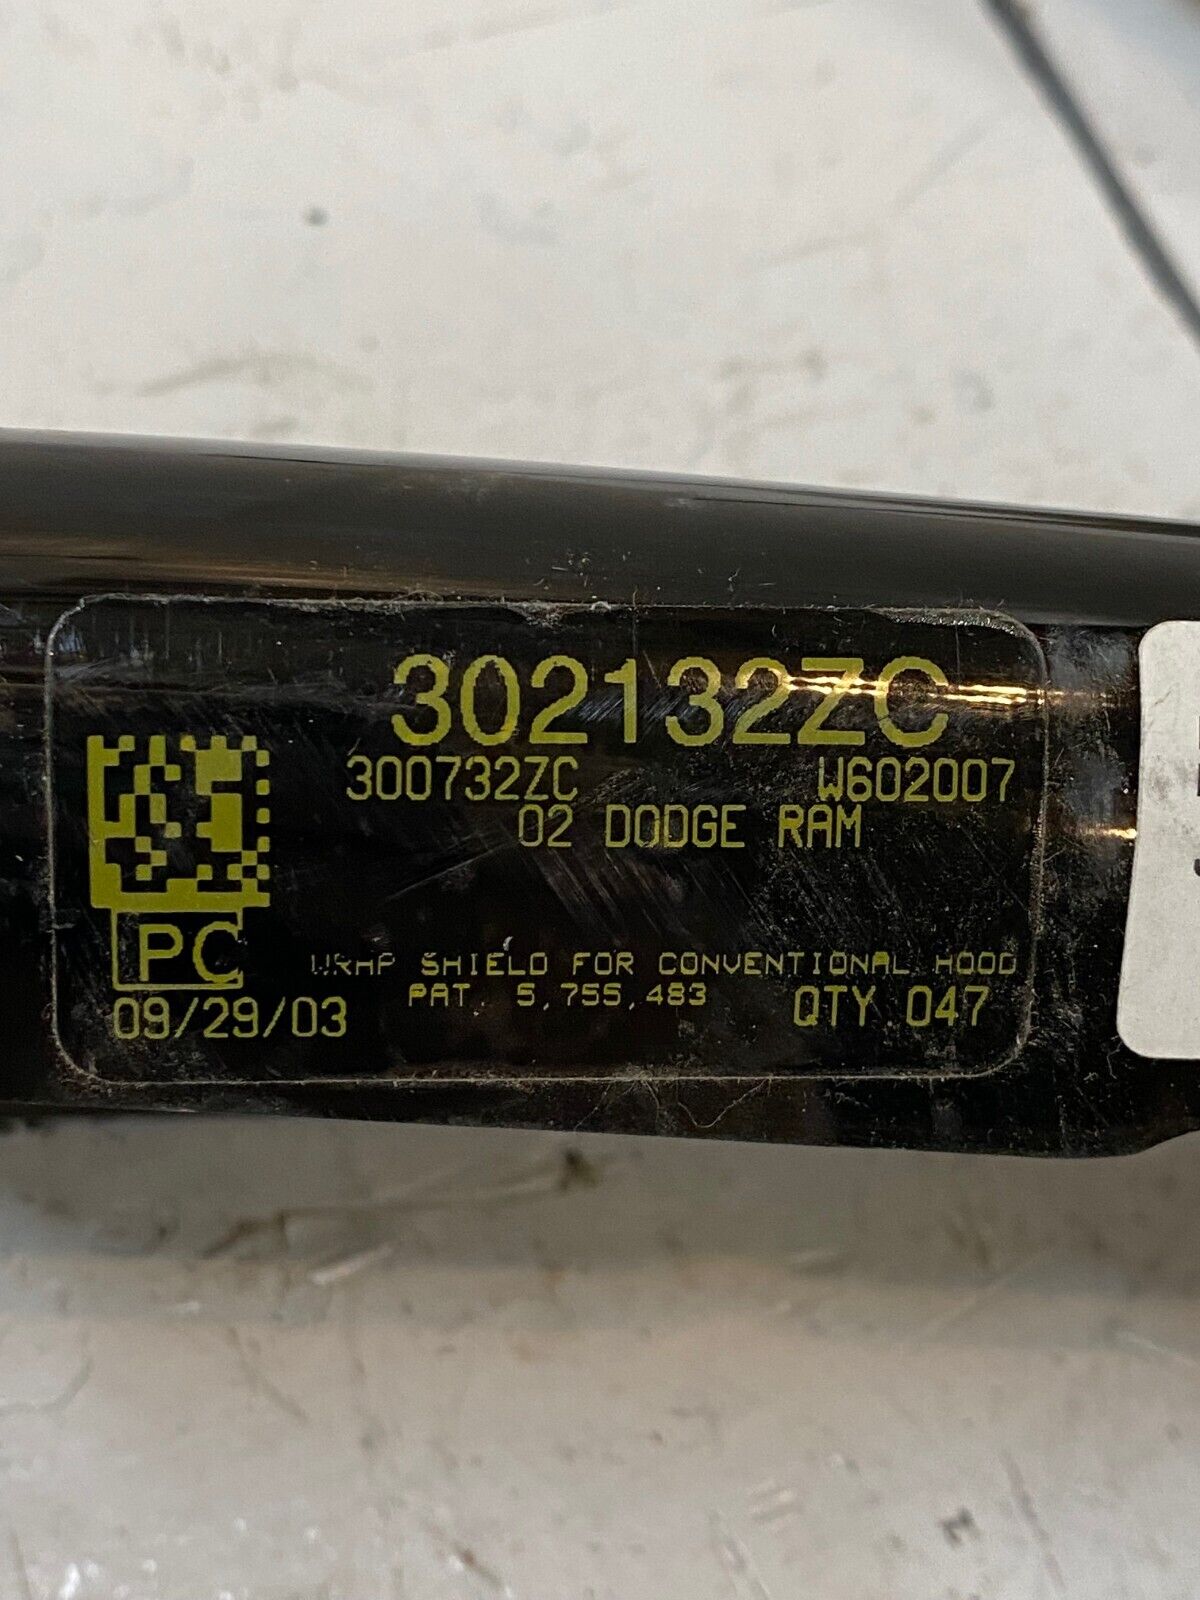 302132ZC
300732ZC W602007
02 DODGE RAM
PC
WRAP SHIELD FOR CONVENTIONAL HOOD
PAT. 5,755,483
09/29/03 QTY 047